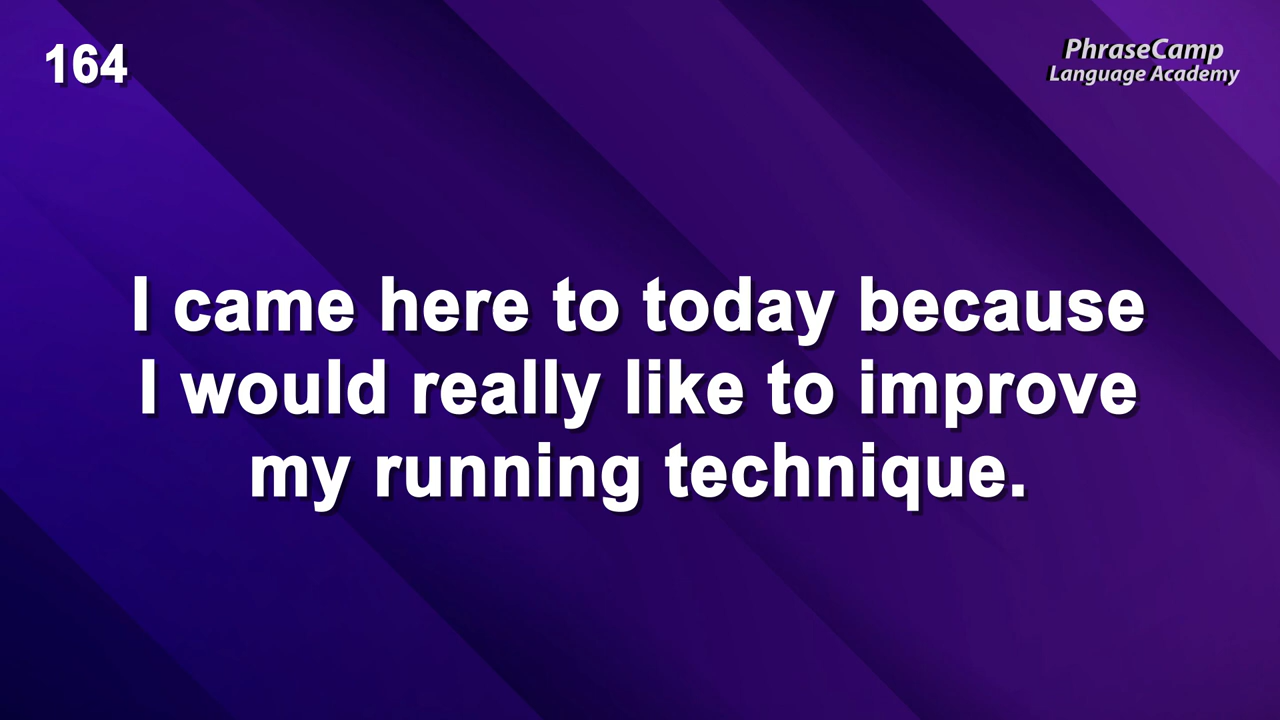 164
PhraseCamp
Language Academy
I came here to today because
I would really like to improve
my running technique.